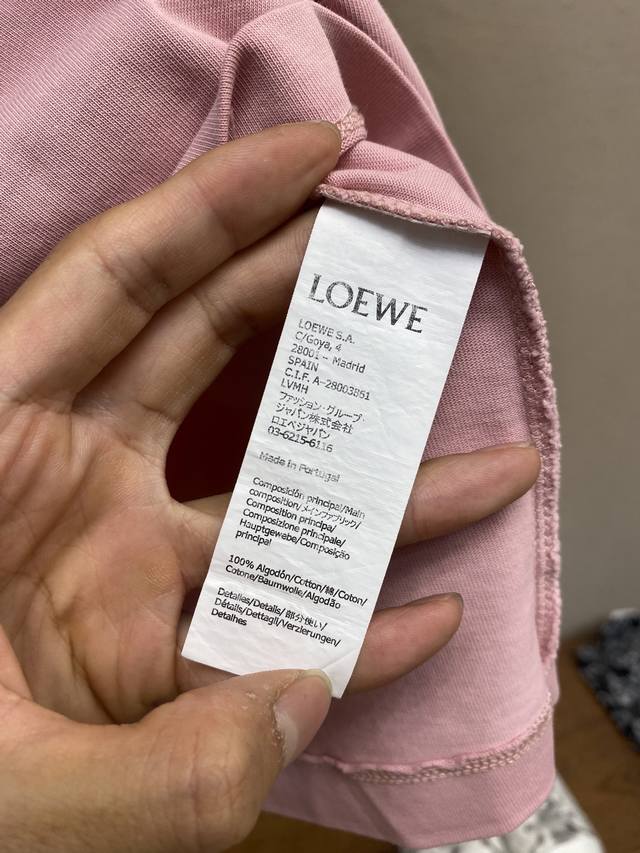 LOEWE
LOEWE S.A.
C/Goya, 4
28001 - Madrid
SPAIN
C.I.F. A-28003861
LVMH
ファッション・グループ・
ジャパン株式会社
ロエベジャパン
03-6215-6116
Made in Portugal
Composición principal/Main
composition/メインファブリック/
Composition principal/
Composizione principale/
Hauptgewebe/Composição
principal
100% Algodón/Cotton/綿/Coton/
Cotone/Baumwolle/Algodão
Detalles/Details/部分使い/
Détails/Dettagli/Verzierungen/
Detalhes